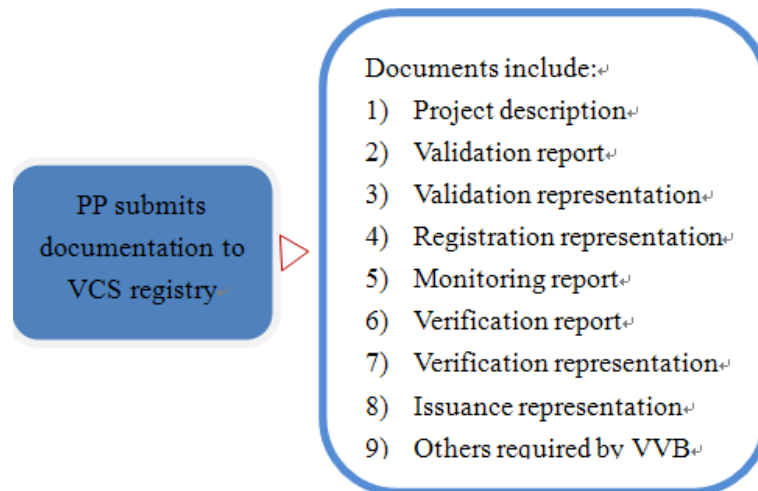 PP submits
documentation to
VCS registry
Documents include:
1) Project description
2) Validation report
3) Validation representation
4) Registration representation
5) Monitoring report
6) Verification report
7) Verification representation
8) Issuance representation
9) Others required by VVB